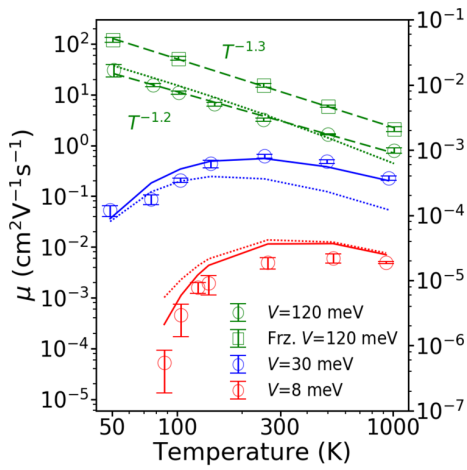 10² 10⁻¹
T⁻¹·³
10¹ 10⁻²
T⁻¹·²
10⁰ 10⁻³
10⁻¹ 10⁻⁴
10⁻² 10⁻⁵
10⁻³
V=120 meV
Frz. V=120 meV
10⁻⁴ 10⁻⁶
V=30 meV
10⁻⁵
V=8 meV
10⁻⁷
50 100 300 1000
Temperature (K)
μ (cm²V⁻¹s⁻¹)